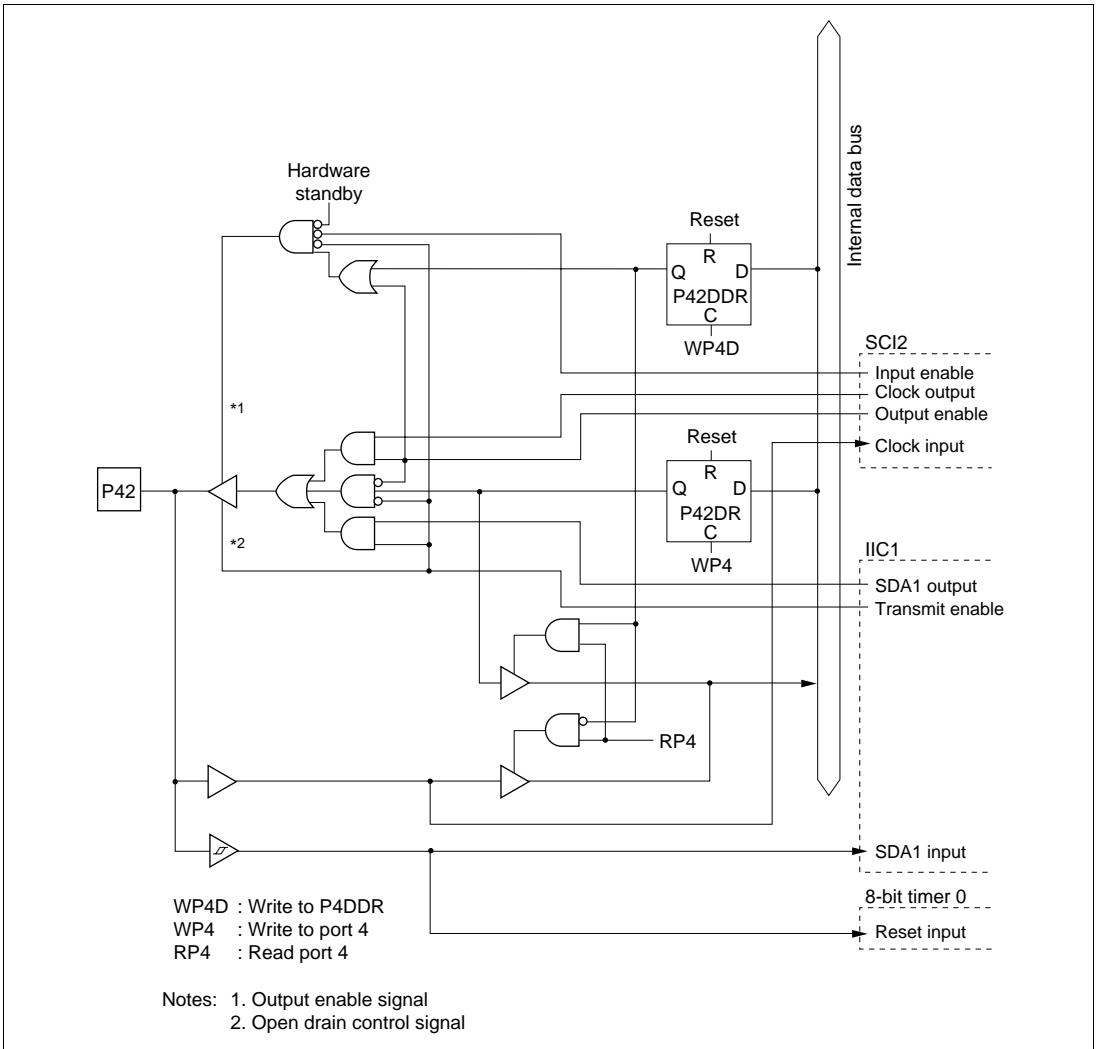 Hardware
standby
Internal data bus
Reset
R
Q
D
P42DDR
C
WP4D
SCI2
Input enable
Clock output
Output enable
Clock input
*1
Reset
R
Q
D
P42DR
C
WP4
P42
*2
IIC1
SDA1 output
Transmit enable
RP4
SDA1 input
8-bit timer 0
Reset input
WP4D : Write to P4DDR
WP4 : Write to port 4
RP4 : Read port 4
Notes: 1. Output enable signal
2. Open drain control signal